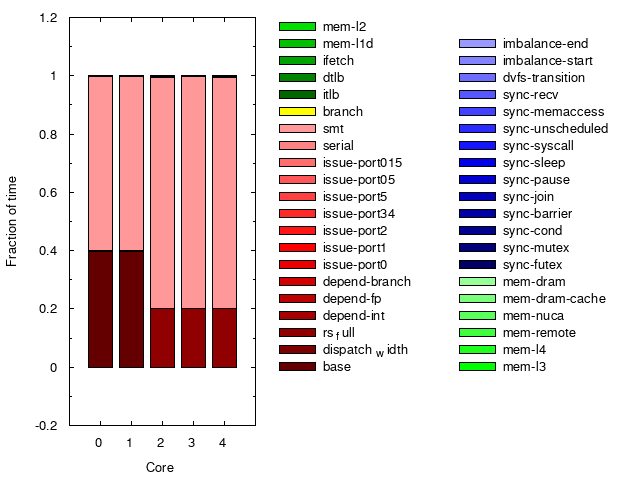 1.2
1
0.8
0.6
0.4
0.2
0
-0.2
Fraction of time
0 1 2 3 4
Core
mem-l2
mem-l1d
ifetch
dtlb
itlb
branch
smt
serial
issue-port015
issue-port05
issue-port5
issue-port34
issue-port2
issue-port1
issue-port0
depend-branch
depend-fp
depend-int
rs_full
dispatch_width
base
imbalance-end
imbalance-start
dvfs-transition
sync-recv
sync-memaccess
sync-unscheduled
sync-syscall
sync-sleep
sync-pause
sync-join
sync-barrier
sync-cond
sync-mutex
sync-futex
mem-dram
mem-dram-cache
mem-nuca
mem-remote
mem-l4
mem-l3